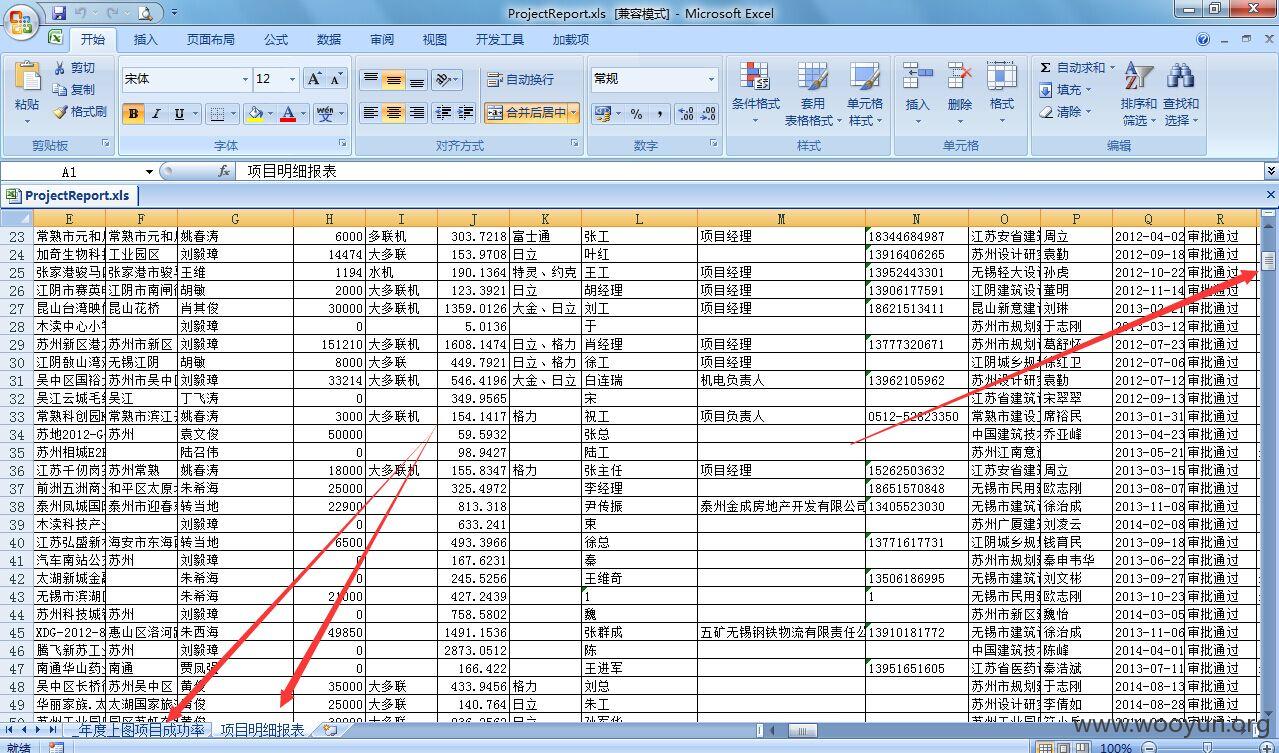 ProjectReport.xls [兼容模式] - Microsoft Excel
开始 插入 页面布局 公式 数据 审阅 视图 开发工具 加载项
粘贴 剪切 复制 格式刷 剪贴板
宋体 12 B I U 字体
自动换行 合并后居中 对齐方式
常规 % , 数字
条件格式 套用表格格式 单元格样式 样式
插入 删除 格式 单元格
Σ 自动求和 填充 清除 排序和筛选 查找和选择 编辑
A1 fx 项目明细报表
ProjectReport.xls
E F G H I J K L M N O P Q R
23 常熟市元和 常熟市元和 姚春涛 6000 多联机 303.7218 富士通 张工 项目经理 18344684987 江苏安省建 周立 2012-04-02 审批通过
24 加奇生物科 工业园区 刘毅璋 14474 大多联 153.9708 日立 叶红 13916406265 苏州设计研 袁勤 2012-09-18 审批通过
25 张家港骏马 张家港市骏 王维 1194 水机 190.1364 特灵、约克 王工 项目经理 13952443301 无锡轻大设 孙虎 2012-10-22 审批通过
26 江阴市赛英 江阴市南闸 胡敏 2000 大多联机 123.3921 日立 胡经理 项目经理 13906177591 江阴建筑设 董明 2012-11-14 审批通过
27 昆山台湾映 昆山花桥 肖其俊 30000 大多联机 1359.0126 大金、日立 刘工 项目经理 18621513411 昆山新意建 刘琳 审批通过
28 木渎中心小 刘毅璋 0 5.0136 于 苏州市规划 于志刚 2013-03-12 审批通过
29 苏州新区港 苏州市新区 刘毅璋 151210 大多联机 1608.1474 日立、格力 肖经理 项目经理 13777320671 苏州市规划 葛舒怀 2012-07-23 审批通过
30 江阴敔山湾 无锡江阴 胡敏 8000 大多联 449.7921 日立、格力 徐工 项目经理 江阴城乡规 徐红卫 2012-07-06 审批通过
31 吴中区国裕 苏州市吴中 刘毅璋 33214 大多联机 546.4196 大金、日立 白连瑞 机电负责人 13962105962 苏州设计研 袁勤 2012-07-12 审批通过
32 吴江云城毛 吴江 丁飞涛 0 349.9565 宋 江苏省建筑 宋翠翠 2012-09-13 审批通过
33 常熟科创园 常熟市滨江 姚春涛 3000 大多联机 154.1417 格力 祝工 项目负责人 0512-52823350 常熟市建设 席裕民 2013-01-31 审批通过
34 苏地2012-G 苏州 袁文俊 50000 59.5932 张总 中国建筑技 乔亚峰 2013-04-02 审批通过
35 苏州相城E2 陆召伟 0 98.9427 陆工 江苏江南意 2013-05-21 审批通过
36 江苏千仞岗 苏州常熟 姚春涛 18000 大多联机 155.8347 格力 张主任 项目经理 15262503632 江苏安省建 周立 2013-03-15 审批通过
37 前洲五洲商 和平区太原 朱希海 25000 325.4972 李经理 18651570848 无锡市民用 欧志刚 2013-08-07 审批通过
38 泰州凤城国 泰州市迎春 转当地 22900 813.318 尹传振 泰州金成房地产开发有限公司 13405523030 无锡市建筑 徐治成 2013-11-08 审批通过
39 木渎科技产 刘毅璋 0 633.241 束 苏州广厦建 刘凌云 2014-02-08 审批通过
40 江苏弘盛新 海安市东海 转当地 6500 493.3966 徐总 13771617731 江阴城乡规 钱育民 2013-09-18 审批通过
41 汽车南站公 苏州 刘毅璋 0 167.6231 秦 苏州市规划 秦申韦华 2013-06-21 审批通过
42 太湖新城金 朱希海 0 245.5256 王维奇 13506186995 无锡市建筑 刘文彬 2013-09-27 审批通过
43 无锡市滨湖 朱希海 21000 427.2439 1 1 无锡市民用 欧志刚 2013-10-23 审批通过
44 苏州科技城 苏州 刘毅璋 0 758.5802 魏 苏州市新区 魏怡 2014-03-05 审批通过
45 XDG-2012-8 惠山区洛河 朱西海 49850 1491.1536 张群成 五矿无锡钢铁物流有限责任公 13910181772 无锡市建筑 徐治成 2013-11-06 审批通过
46 腾飞新苏工 苏州 刘毅璋 0 2873.0512 陈 中国建筑技 陈峰 2014-04-01 审批通过
47 南通华山药 南通 贾凤强 0 166.422 王进军 13951651605 江苏省医药 秦浩斌 2013-07-11 审批通过
48 吴中区长桥 苏州吴中区 黄俊 35000 大多联 433.9456 格力 刘总 苏州市规划 于志刚 2014-08-13 审批通过
49 华丽家族.太 太湖国家旅 黄俊 25000 大多联 140.764 日立 朱工 苏州设计研 李倩如 2014-08-28 审批通过
年度上图项目成功率 项目明细报表
就绪 100%
www.wooyun.org